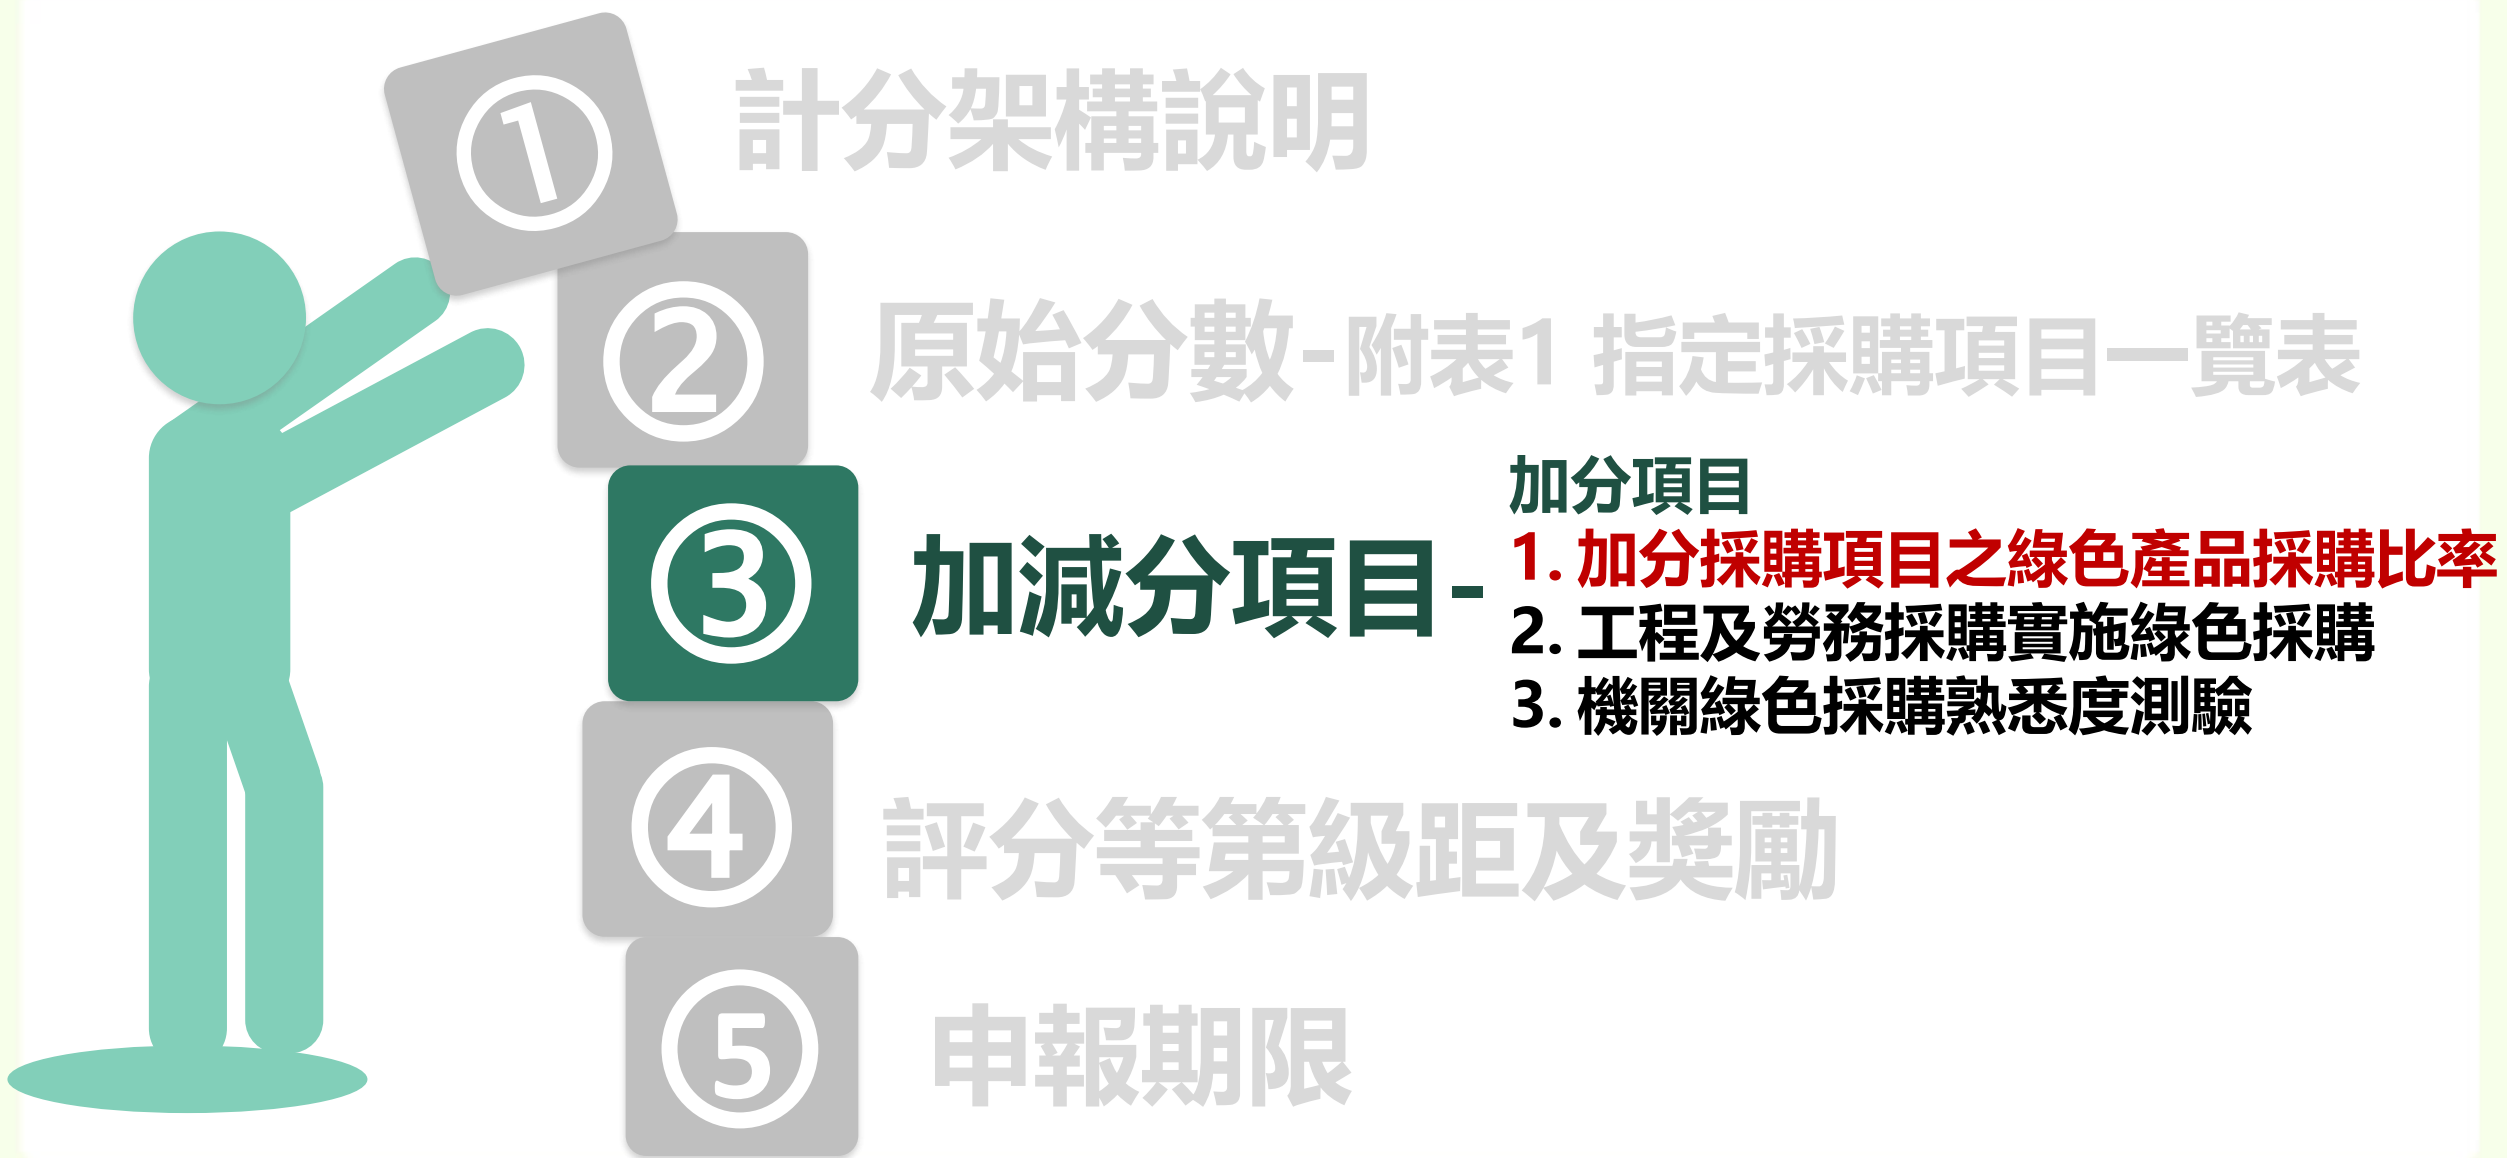 ① 計分架構說明
② 原始分數-附表1 指定採購項目一覽表
③ 加減分項目-
加分項目
1. 加分採購項目之綠色產品採購比率
2. 工程及勞務採購落實其他綠色採購
3. 機關綠色採購熟悉度測驗
④ 評分等第級距及獎勵
⑤ 申報期限